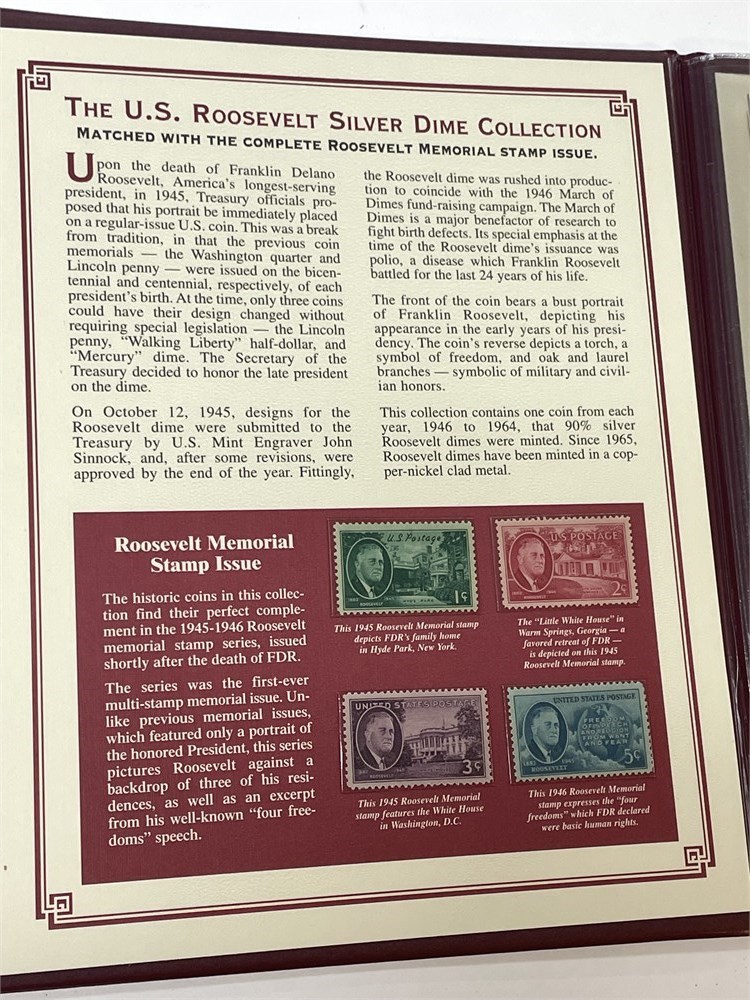 THE U.S. ROOSEVELT SILVER DIME COLLECTION
MATCHED WITH THE COMPLETE ROOSEVELT MEMORIAL STAMP ISSUE.
Upon the death of Franklin Delano
Roosevelt, America's longest-serving
president, in 1945, Treasury officials pro-
posed that his portrait be immediately placed
on a regular-issue U.S. coin. This was a break
from tradition, in that the previous coin
memorials — the Washington quarter and
Lincoln penny — were issued on the bicen-
tennial and centennial, respectively, of each
president's birth. At the time, only three coins
could have their design changed without
requiring special legislation — the Lincoln
penny, "Walking Liberty" half-dollar, and
"Mercury" dime. The Secretary of the
Treasury decided to honor the late president
on the dime.
On October 12, 1945, designs for the
Roosevelt dime were submitted to the
Treasury by U.S. Mint Engraver John
Sinnock, and, after some revisions, were
approved by the end of the year. Fittingly,
the Roosevelt dime was rushed into produc-
tion to coincide with the 1946 March of
Dimes fund-raising campaign. The March of
Dimes is a major benefactor of research to
fight birth defects. Its special emphasis at the
time of the Roosevelt dime's issuance was
polio, a disease which Franklin Roosevelt
battled for the last 24 years of his life.
The front of the coin bears a bust portrait
of Franklin Roosevelt, depicting his
appearance in the early years of his presi-
dency. The coin's reverse depicts a torch, a
symbol of freedom, and oak and laurel
branches — symbolic of military and civil-
ian honors.
This collection contains one coin from each
year, 1946 to 1964, that 90% silver
Roosevelt dimes were minted. Since 1965,
Roosevelt dimes have been minted in a cop-
per-nickel clad metal.
Roosevelt Memorial
Stamp Issue
The historic coins in this collec-
tion find their perfect comple-
ment in the 1945-1946 Roosevelt
memorial stamp series, issued
shortly after the death of FDR.
The series was the first-ever
multi-stamp memorial issue. Un-
like previous memorial issues,
which featured only a portrait of
the honored President, this series
pictures Roosevelt against a
backdrop of three of his resi-
dences, as well as an excerpt
from his well-known "four free-
doms" speech.
U.S. Postage
1¢
1882 1945
ROOSEVELT
HYDE PARK
This 1945 Roosevelt Memorial stamp
depicts FDR's family home
in Hyde Park, New York.
U.S. POSTAGE
2¢
ROOSEVELT
The "Little White House" in
Warm Springs, Georgia — a
favored retreat of FDR —
is depicted on this 1945
Roosevelt Memorial stamp.
UNITED STATES POSTAGE
3¢
1882 1945
ROOSEVELT
This 1945 Roosevelt Memorial
stamp features the White House
in Washington, D.C.
UNITED STATES POSTAGE
FREEDOM
OF SPEECH
AND RELIGION
FROM WANT
AND FEAR
1882
ROOSEVELT
5¢
This 1946 Roosevelt Memorial
stamp expresses the "four
freedoms" which FDR declared
were basic human rights.